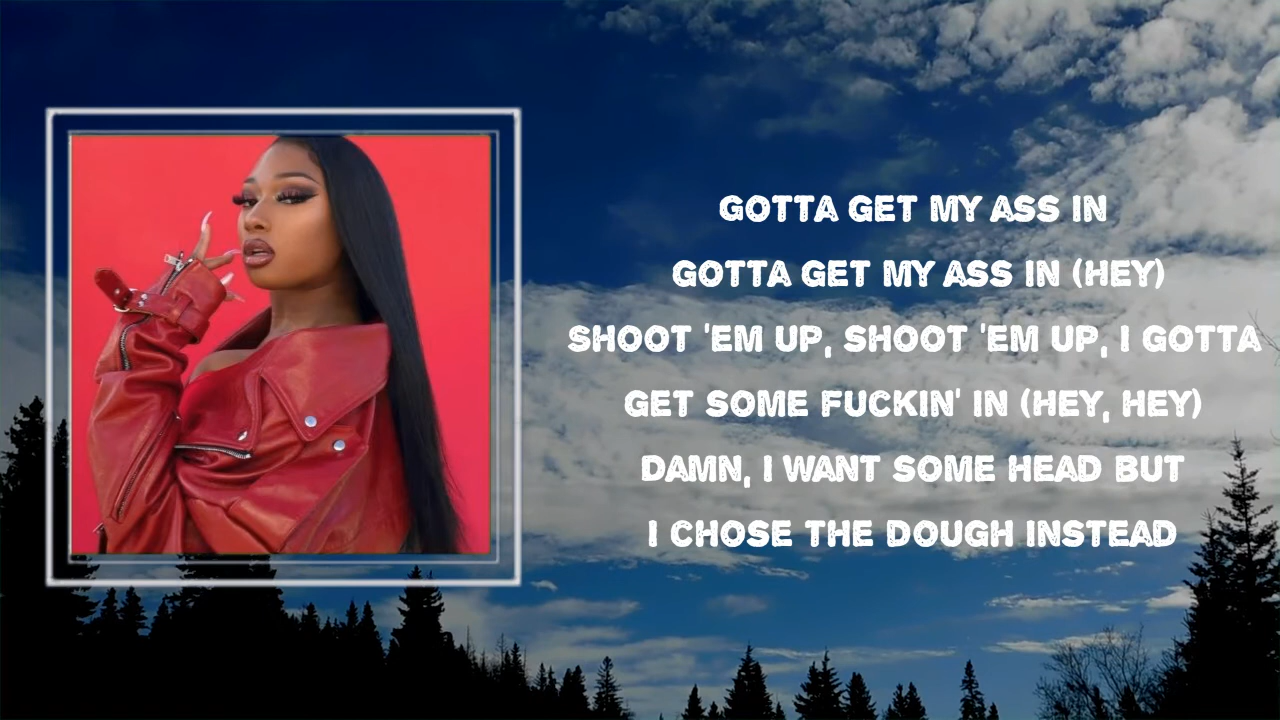 GOTTA GET MY ASS IN
GOTTA GET MY ASS IN (HEY)
SHOOT 'EM UP, SHOOT 'EM UP, I GOTTA
GET SOME FUCKIN' IN (HEY, HEY)
DAMN, I WANT SOME HEAD BUT
I CHOSE THE DOUGH INSTEAD